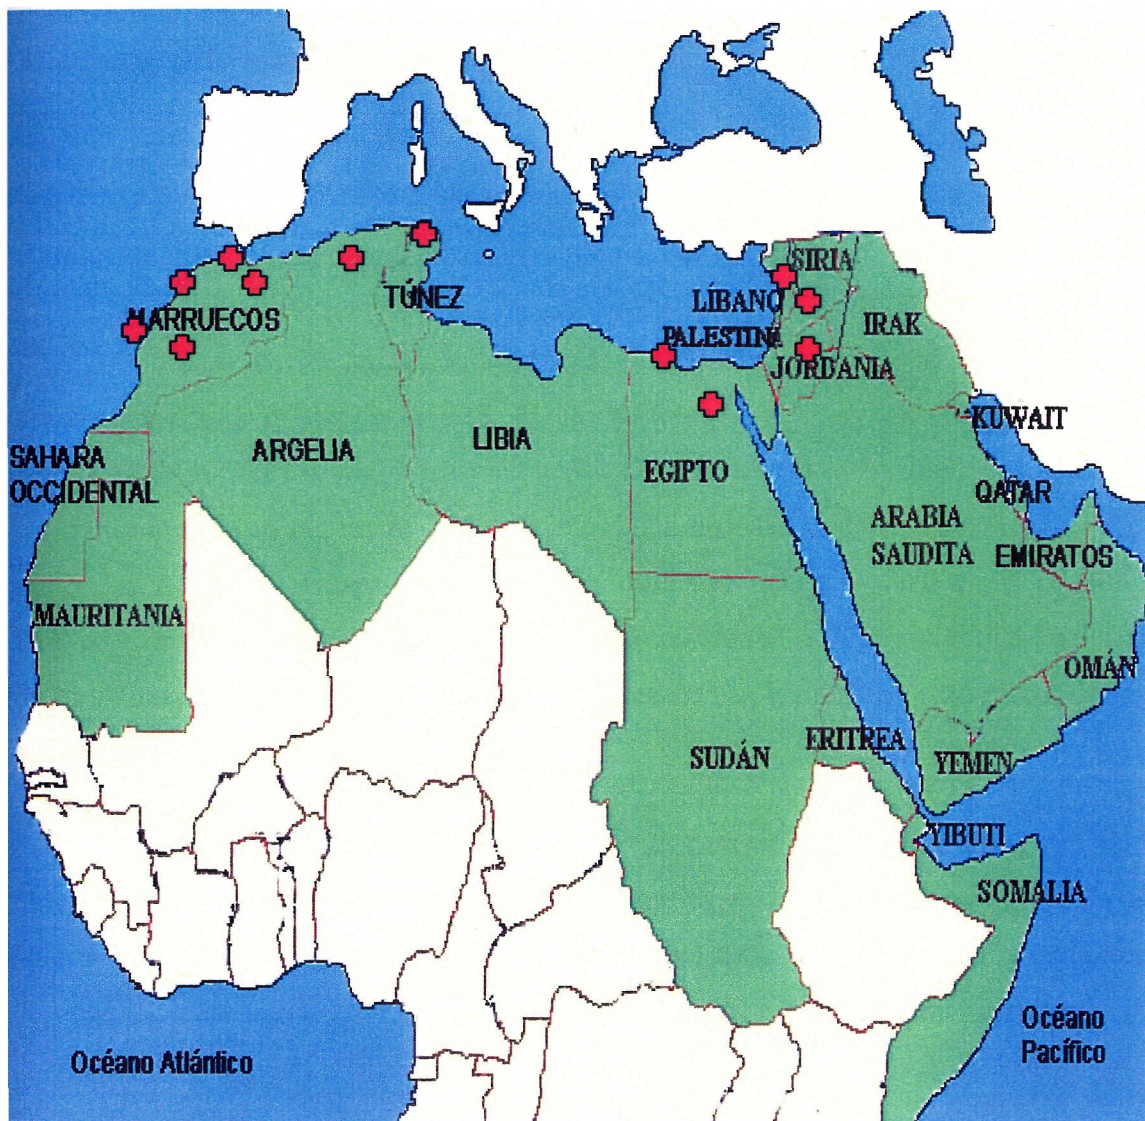 SIRIA
TÚNEZ
LÍBANO
MARRUECOS
PALESTINA
IRAK
JORDANIA
KUWAIT
SAHARA
OCCIDENTAL
ARGELIA
LIBIA
EGIPTO
QATAR
ARABIA
SAUDITA
EMIRATOS
MAURITANIA
OMÁN
SUDÁN
ERITREA
YEMEN
YIBUTI
SOMALIA
Océano
Pacífico
Océano Atlántico